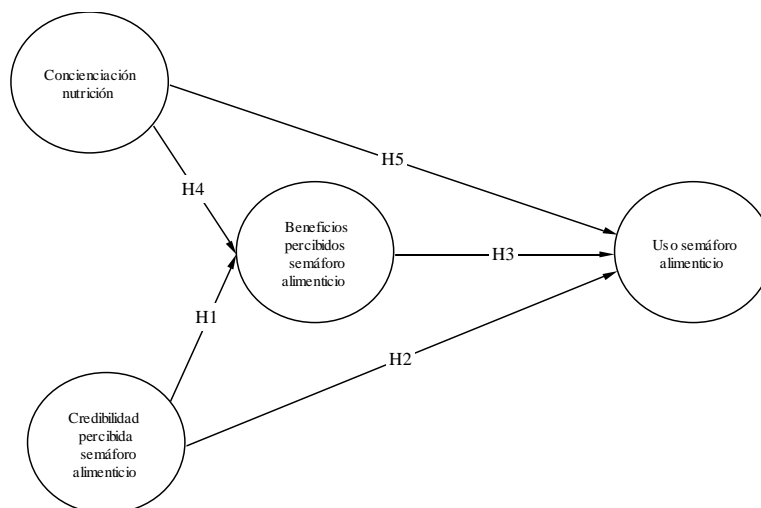 Concienciación
nutrición
H5
H4
Beneficios
percibidos
semáforo
alimenticio
H3
Uso semáforo
alimenticio
H1
H2
Credibilidad
percibida
semáforo
alimenticio